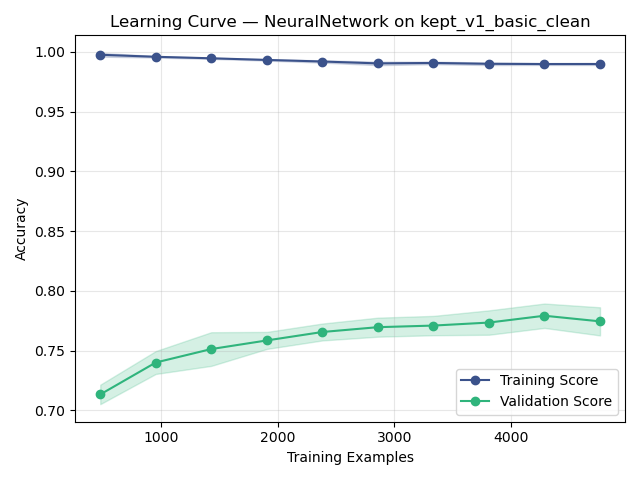 Learning Curve — NeuralNetwork on kept_v1_basic_clean
1.00
0.95
0.90
0.85
0.80
0.75
0.70
Accuracy
1000
2000
3000
4000
Training Examples
Training Score
Validation Score